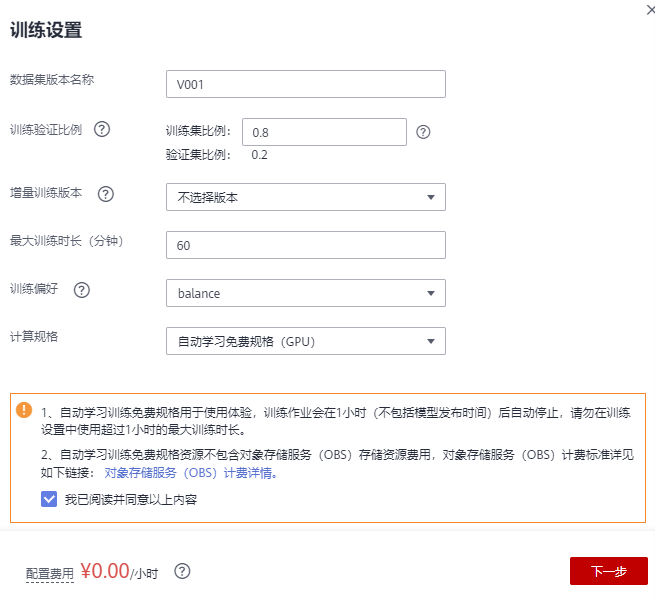 训练设置
数据集版本名称
V001
训练验证比例 ?
训练集比例： 0.8 ?
验证集比例： 0.2
增量训练版本 ? 不选择版本
最大训练时长（分钟） 60
训练偏好 ? balance
计算规格 自动学习免费规格（GPU）
! 1、自动学习训练免费规格用于使用体验，训练作业会在1小时（不包括模型发布时间）后自动停止，请勿在训练
设置中使用超过1小时的最大训练时长。
2、自动学习训练免费规格资源不包含对象存储服务（OBS）存储资源费用，对象存储服务（OBS）计费标准详见
如下链接： 对象存储服务（OBS）计费详情。
我已阅读并同意以上内容
配置费用 ¥0.00/小时 ?
下一步